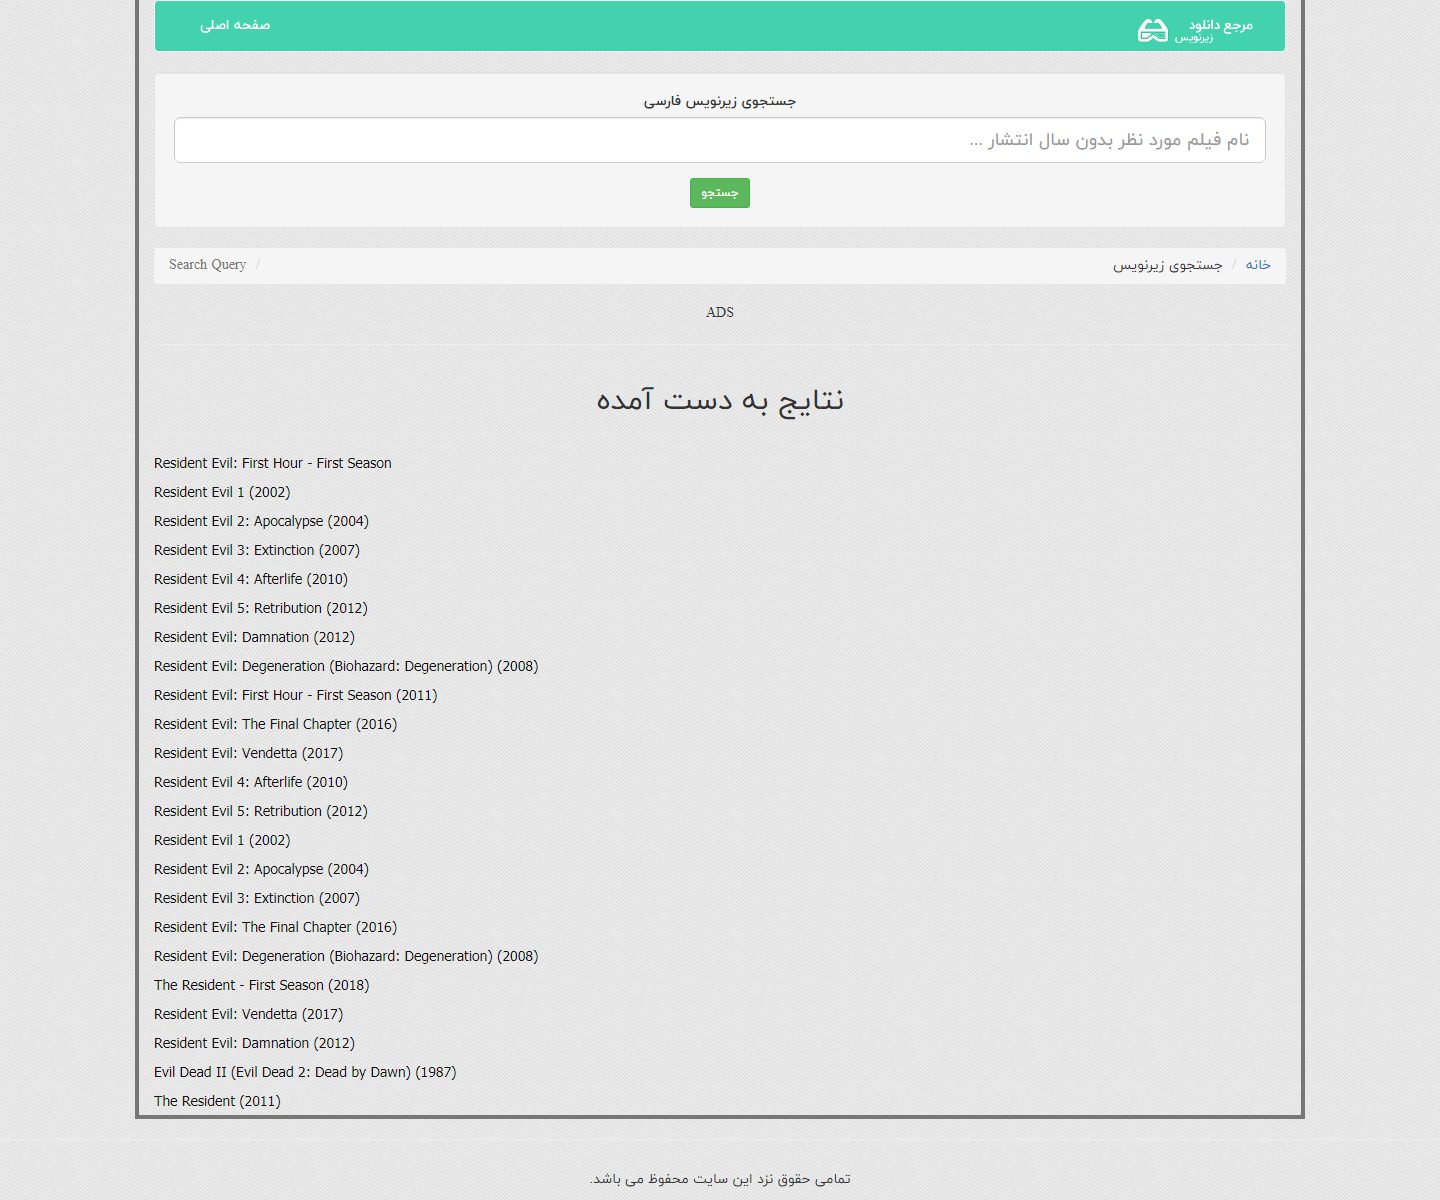 مرجع دانلود
زیرنویس
صفحه اصلی
جستجوی زیرنویس فارسی
نام فیلم مورد نظر بدون سال انتشار ...
جستجو
خانه / جستجوی زیرنویس
/ Search Query
ADS
نتایج به دست آمده
Resident Evil: First Hour - First Season
Resident Evil 1 (2002)
Resident Evil 2: Apocalypse (2004)
Resident Evil 3: Extinction (2007)
Resident Evil 4: Afterlife (2010)
Resident Evil 5: Retribution (2012)
Resident Evil: Damnation (2012)
Resident Evil: Degeneration (Biohazard: Degeneration) (2008)
Resident Evil: First Hour - First Season (2011)
Resident Evil: The Final Chapter (2016)
Resident Evil: Vendetta (2017)
Resident Evil 4: Afterlife (2010)
Resident Evil 5: Retribution (2012)
Resident Evil 1 (2002)
Resident Evil 2: Apocalypse (2004)
Resident Evil 3: Extinction (2007)
Resident Evil: The Final Chapter (2016)
Resident Evil: Degeneration (Biohazard: Degeneration) (2008)
The Resident - First Season (2018)
Resident Evil: Vendetta (2017)
Resident Evil: Damnation (2012)
Evil Dead II (Evil Dead 2: Dead by Dawn) (1987)
The Resident (2011)
تمامی حقوق نزد این سایت محفوظ می باشد.